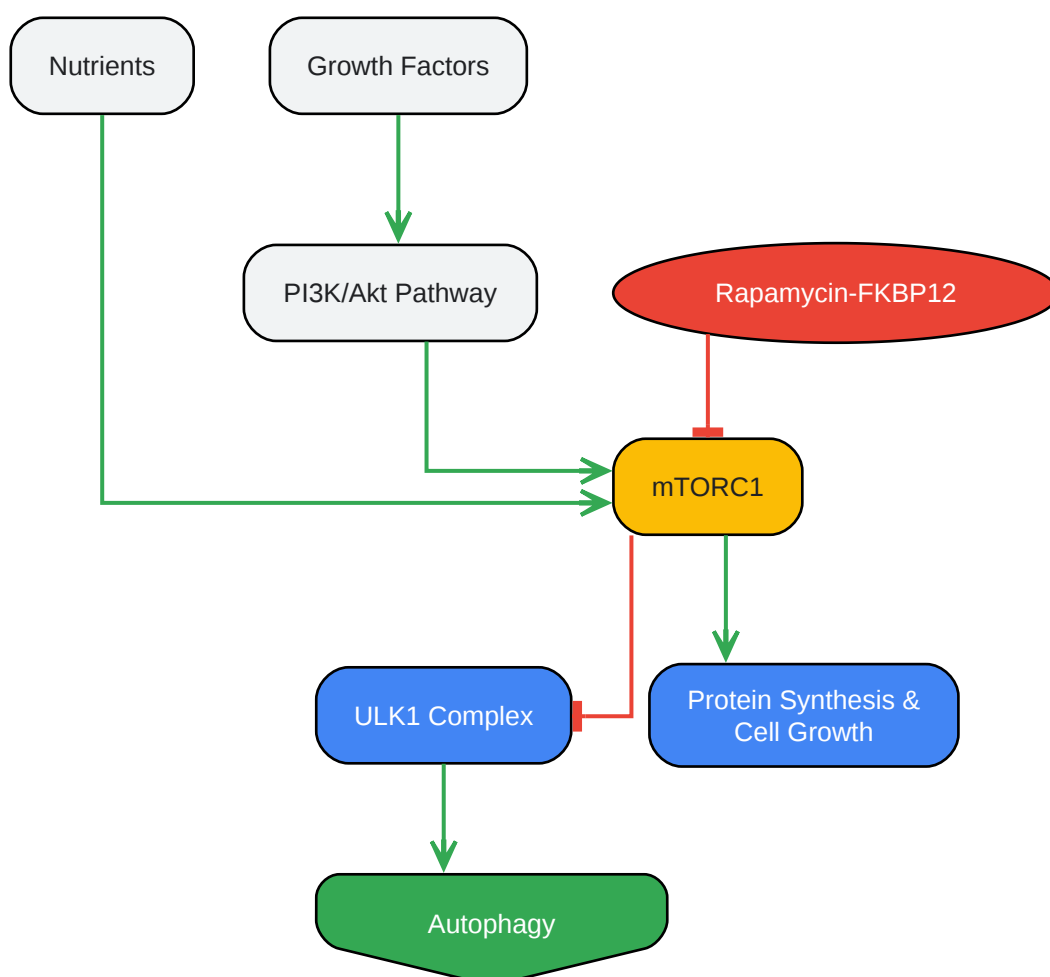 Nutrients
Growth Factors
PI3K/Akt Pathway
Rapamycin-FKBP12
mTORC1
ULK1 Complex
Protein Synthesis &
Cell Growth
Autophagy